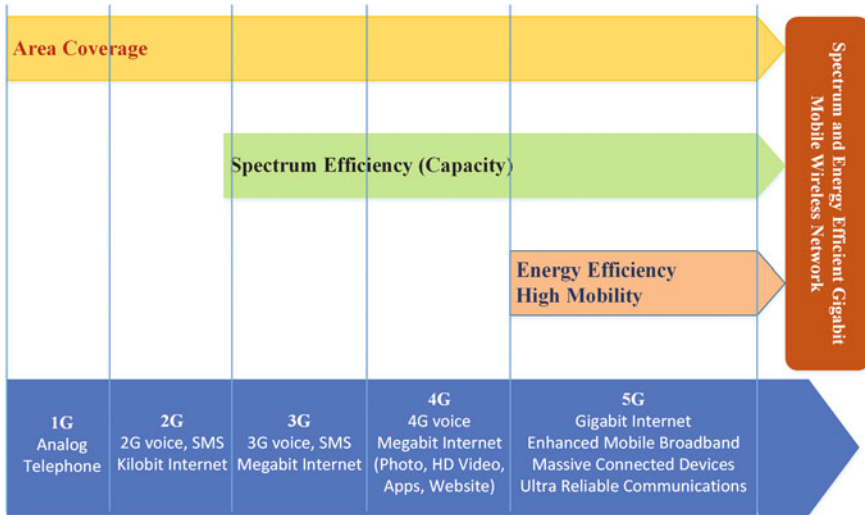 Area Coverage
Spectrum Efficiency (Capacity)
Energy Efficiency
High Mobility
Spectrum and Energy Efficient Gigabit
Mobile Wireless Network
1G
Analog
Telephone
2G
2G voice, SMS
Kilobit Internet
3G
3G voice, SMS
Megabit Internet
4G
4G voice
Megabit Internet
(Photo, HD Video,
Apps, Website)
5G
Gigabit Internet
Enhanced Mobile Broadband
Massive Connected Devices
Ultra Reliable Communications